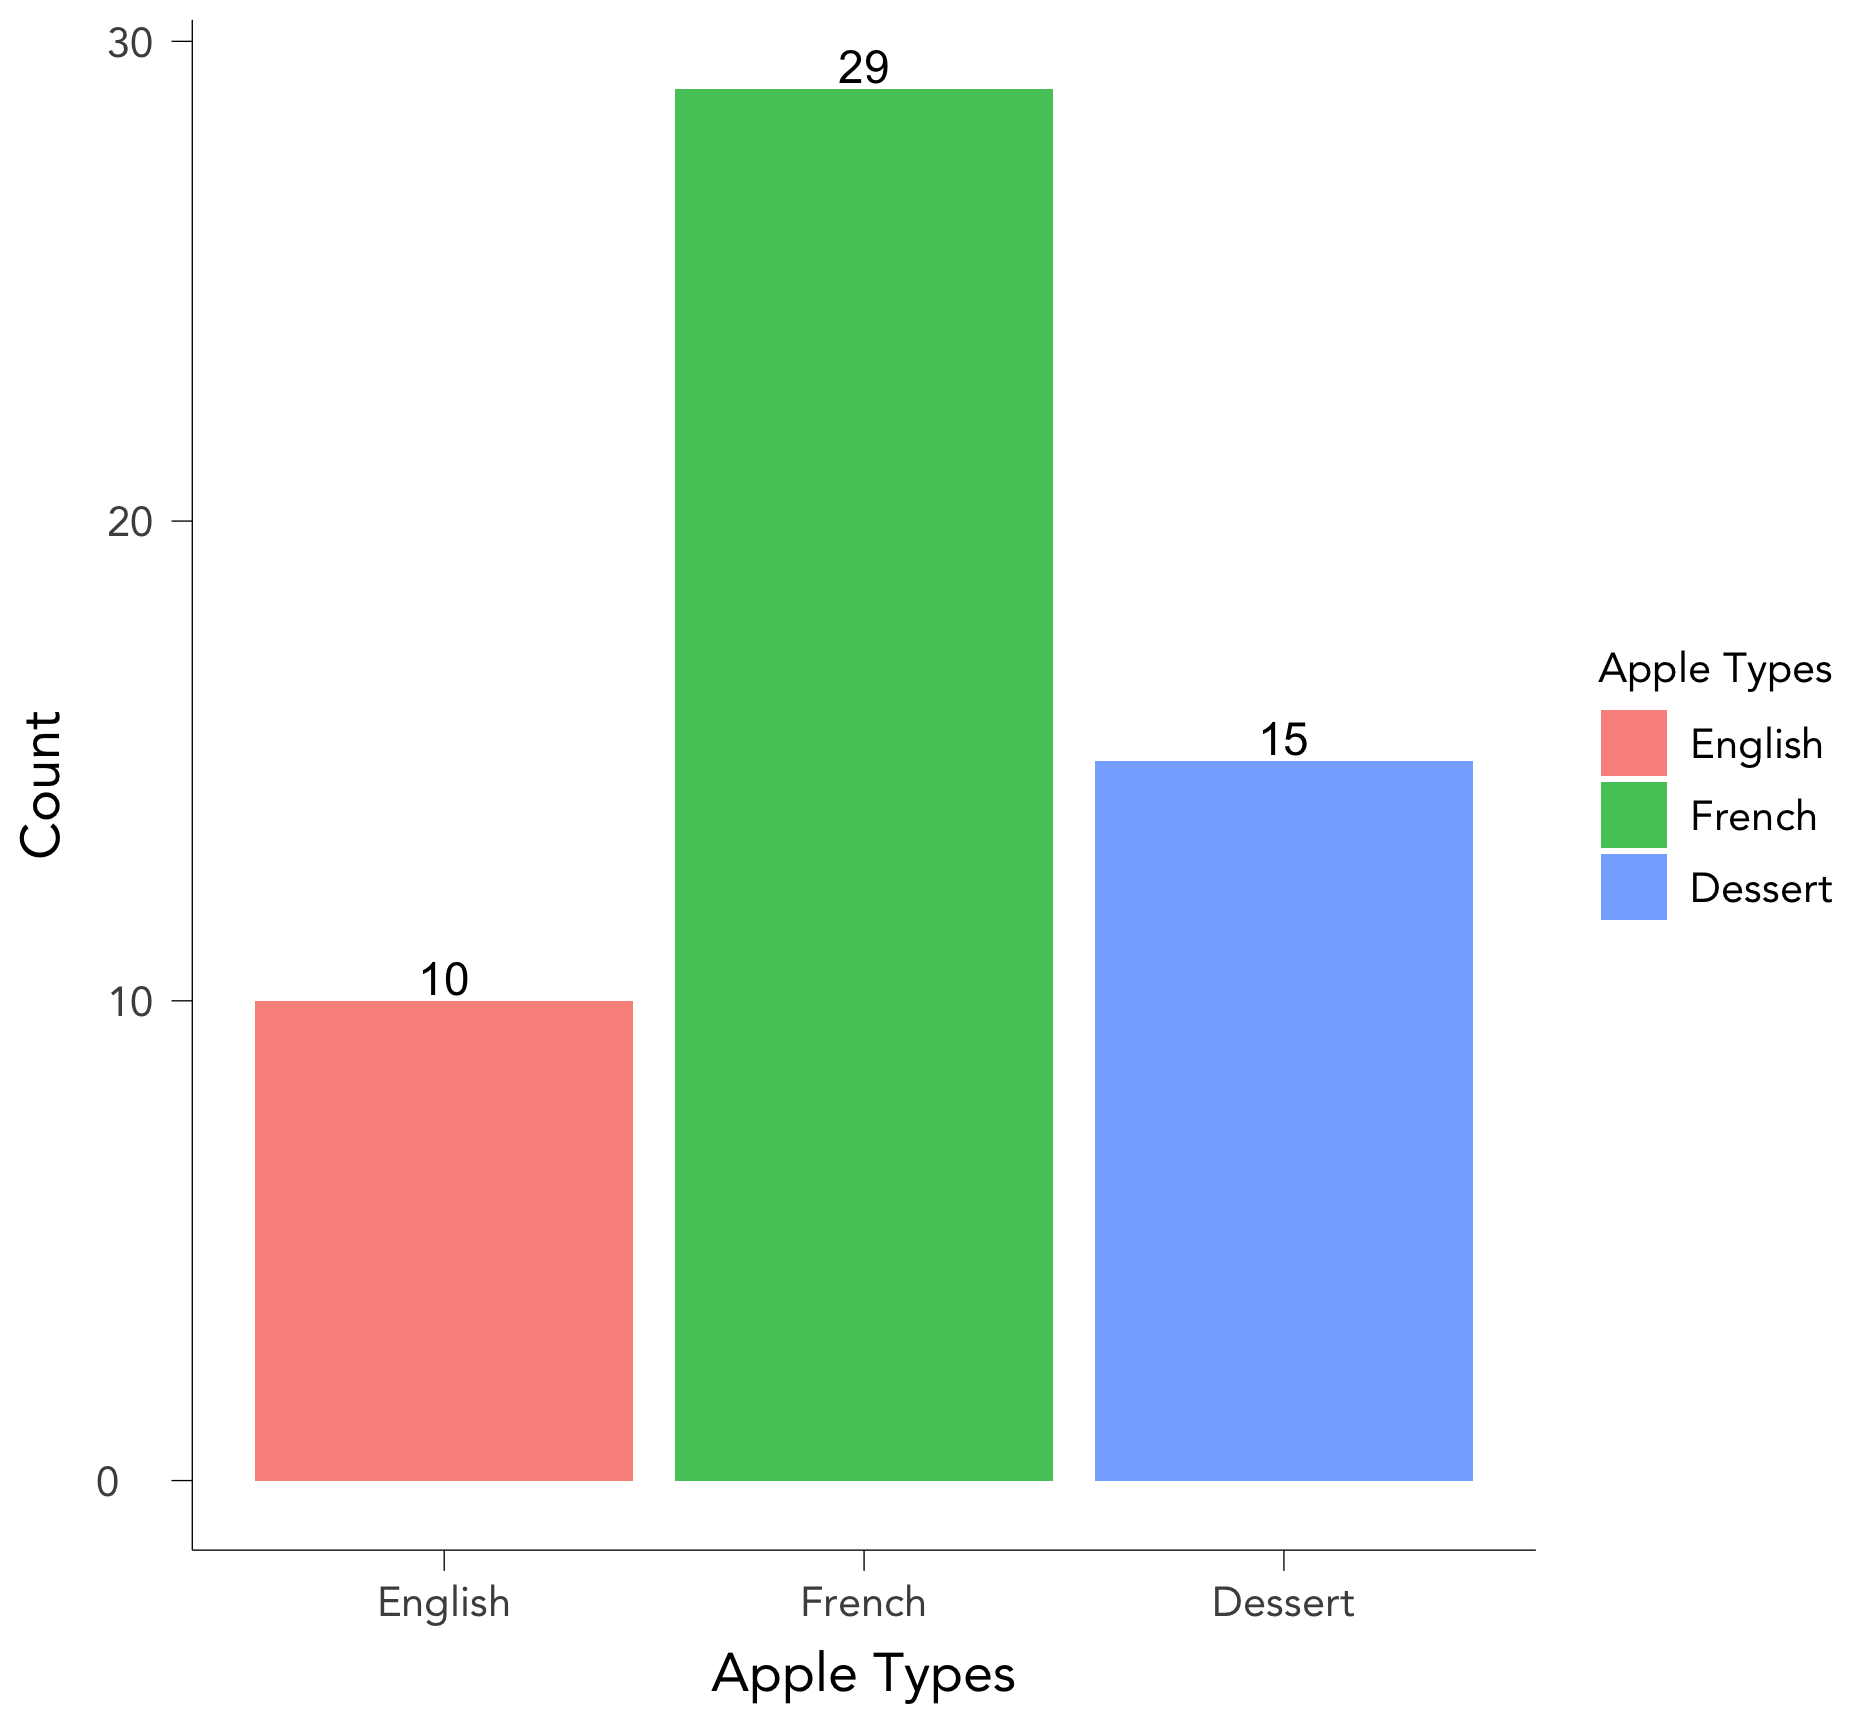 30
20
10
0
Count
10
29
15
English
French
Dessert
Apple Types
Apple Types
English
French
Dessert